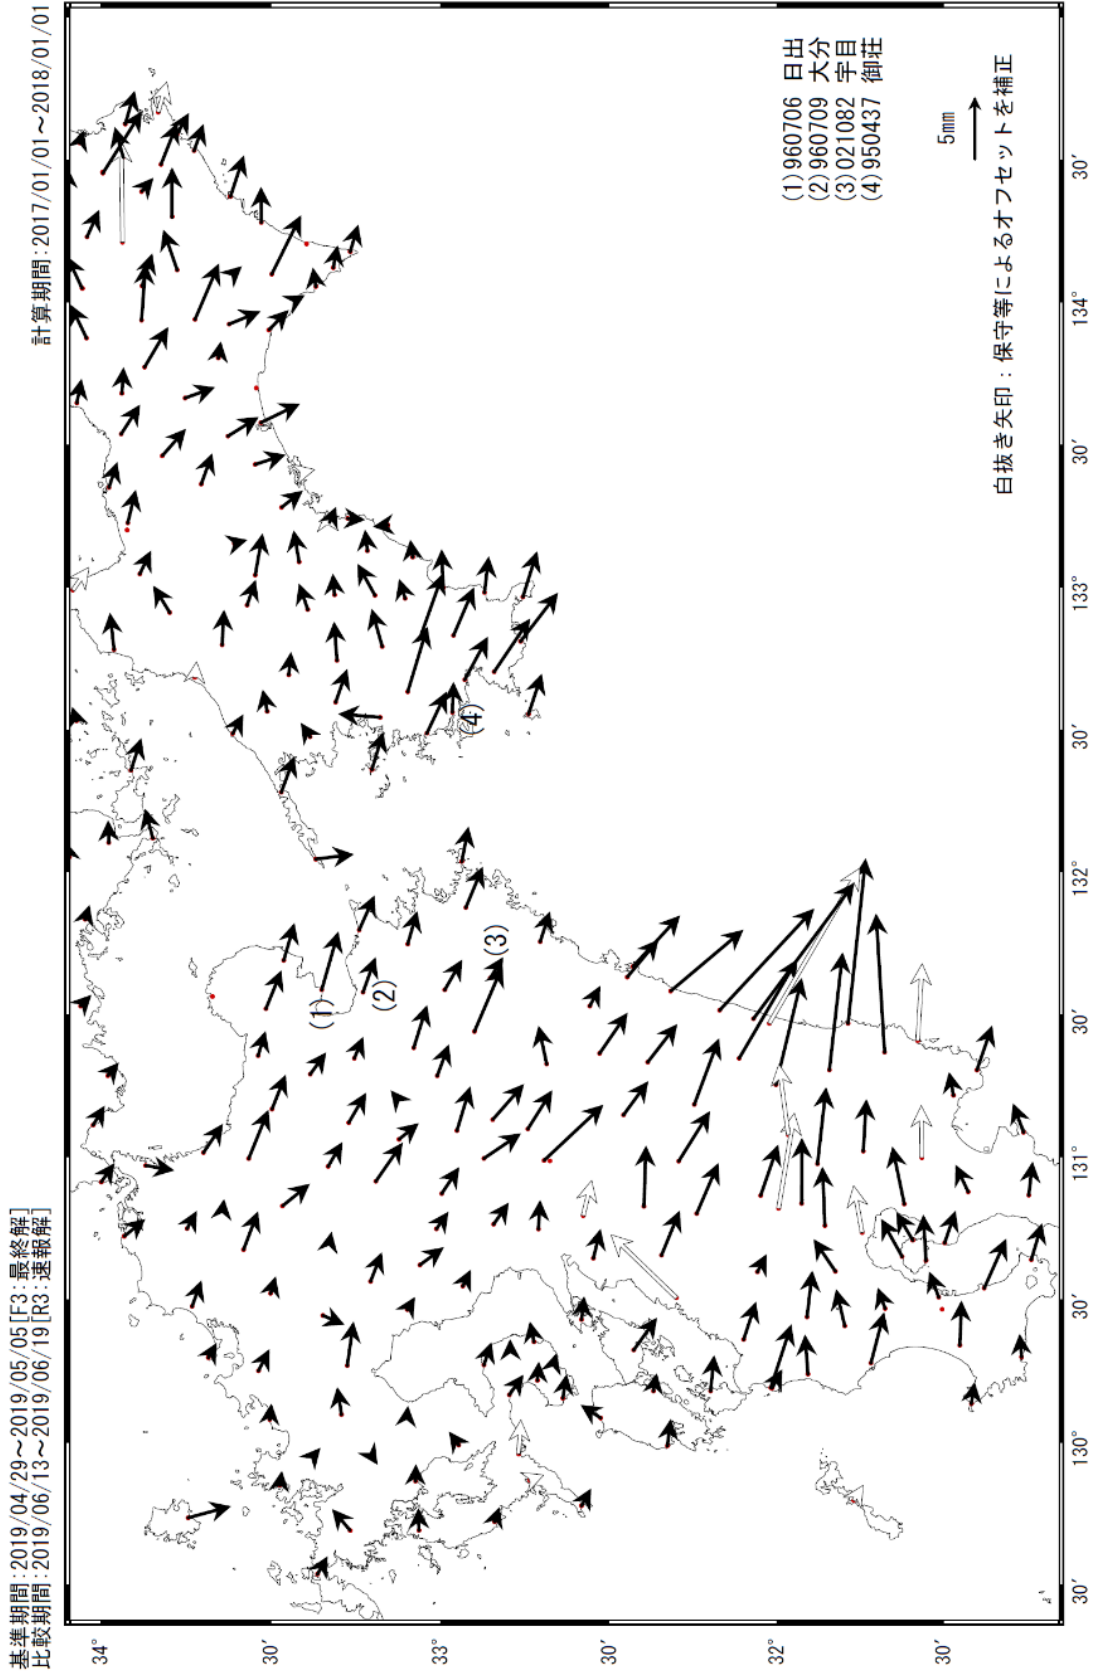 基準期間:2019/04/29～2019/05/05[F3:最終解]
比較期間:2019/06/13～2019/06/19[R3:速報解]
計算期間:2017/01/01～2018/01/01
34°
30′
33°
30′
32°
30′
30′
130°
30′
131°
30′
132°
30′
133°
30′
134°
30′
(1)
(2)
(3)
(4)
(1)960706 日出
(2)960709 大分
(3)021082 宇目
(4)950437 御荘
5mm
白抜き矢印:保守等によるオフセットを補正